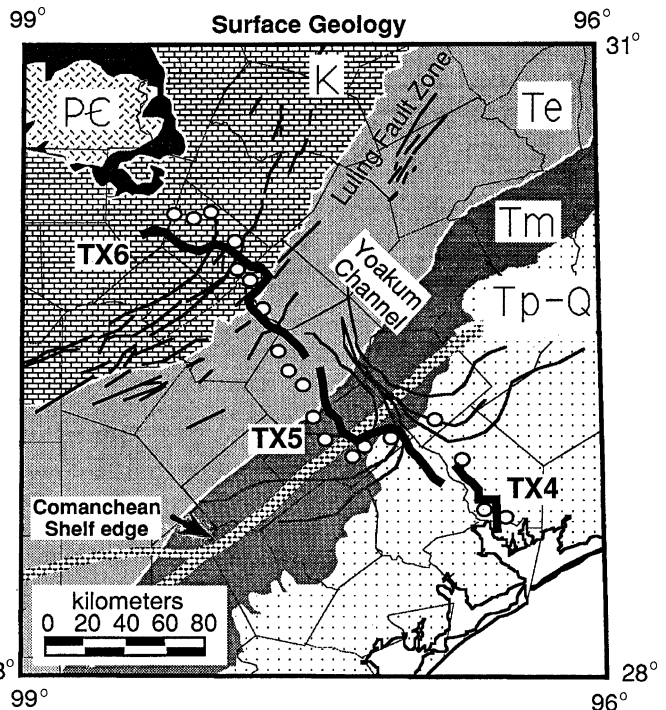 Surface Geology
99° 96°
31°
K
P∈
Te
Luling Fault Zone
Tm
TX6
Yoakum
Channel
Tp-Q
TX5
TX4
Comanchean
Shelf edge
kilometers
0 20 40 60 80
8° 28°
99° 96°